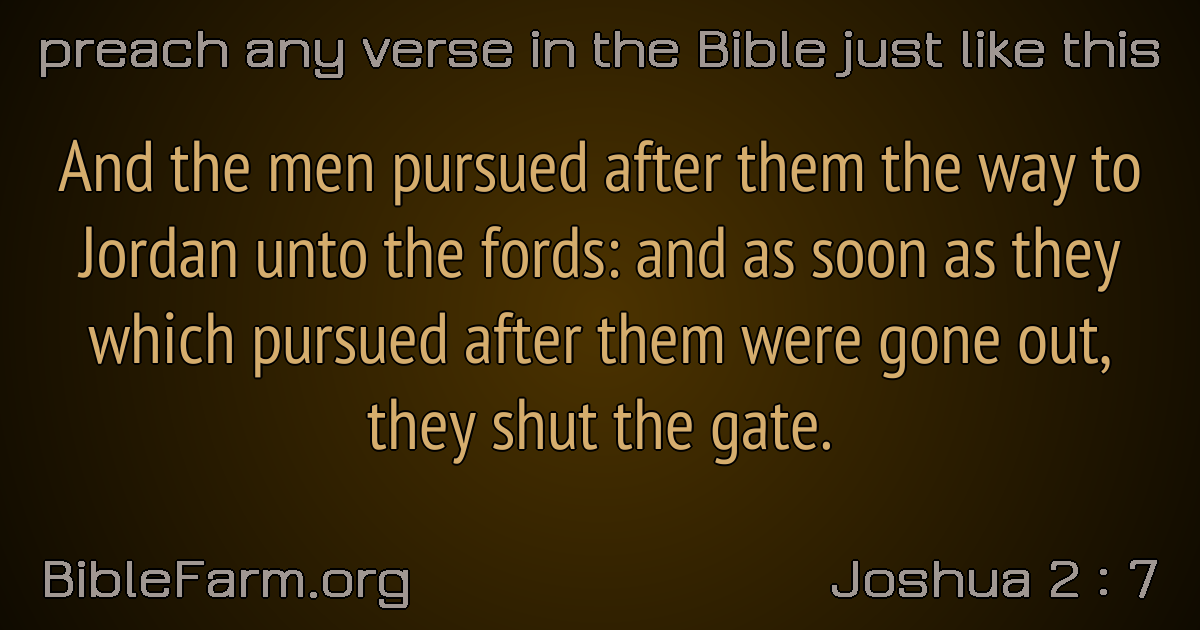 preach any verse in the Bible just like this
And the men pursued after them the way to
Jordan unto the fords: and as soon as they
which pursued after them were gone out,
they shut the gate.
BibleFarm.org
Joshua 2 : 7